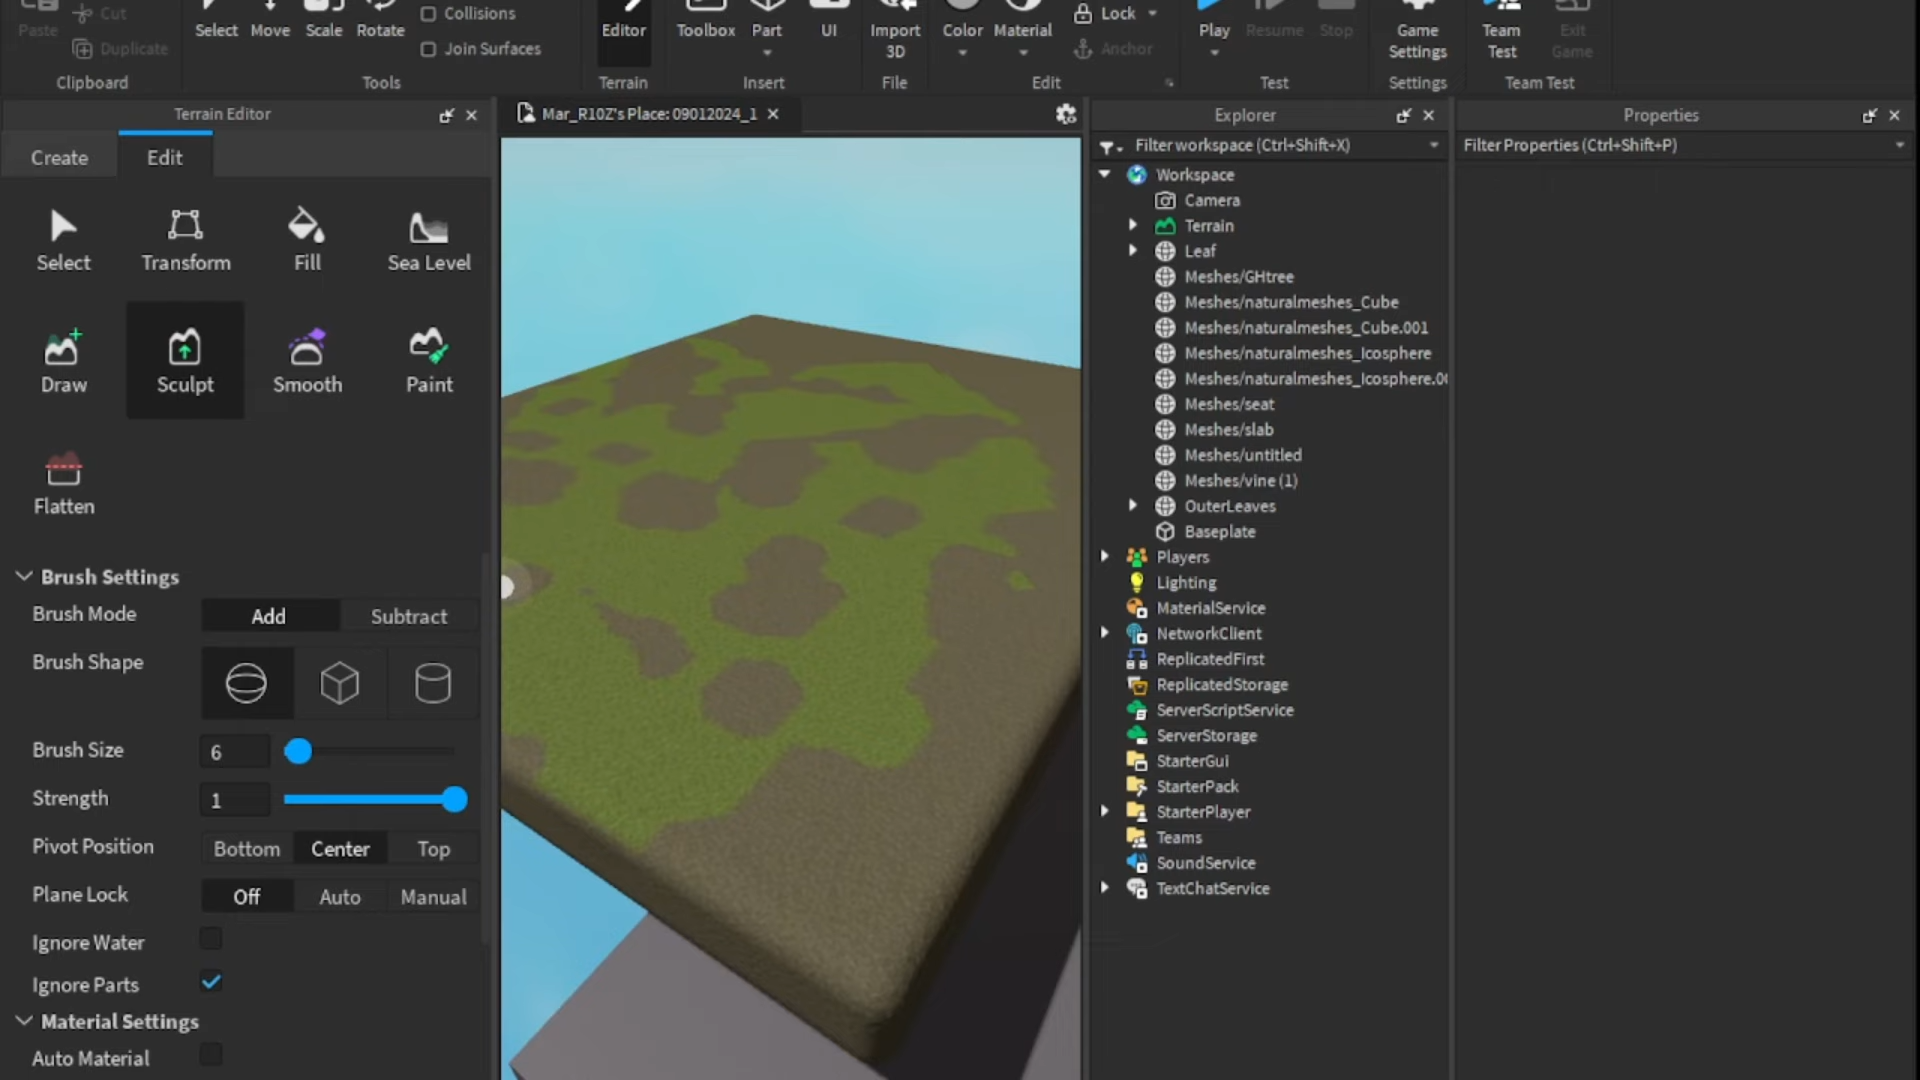 Paste
Cut
Duplicate
Clipboard
Select
Move
Scale
Rotate
Collisions
Join Surfaces
Tools
Editor
Terrain
Toolbox
Part
UI
Insert
Import
3D
File
Color
Material
Lock
Anchor
Edit
Play
Resume
Stop
Test
Game
Settings
Settings
Team
Test
Exit
Game
Team Test
Terrain Editor
Create
Edit
Select
Transform
Fill
Sea Level
Draw
Sculpt
Smooth
Paint
Flatten
Brush Settings
Brush Mode
Add
Subtract
Brush Shape
Brush Size
6
Strength
1
Pivot Position
Bottom
Center
Top
Plane Lock
Off
Auto
Manual
Ignore Water
Ignore Parts
Material Settings
Auto Material
Mar_R10Z's Place: 09012024_1
Explorer
Filter workspace (Ctrl+Shift+X)
Workspace
Camera
Terrain
Leaf
Meshes/GHtree
Meshes/naturalmeshes_Cube
Meshes/naturalmeshes_Cube.001
Meshes/naturalmeshes_Icosphere
Meshes/naturalmeshes_Icosphere.00
Meshes/seat
Meshes/slab
Meshes/untitled
Meshes/vine (1)
OuterLeaves
Baseplate
Players
Lighting
MaterialService
NetworkClient
ReplicatedFirst
ReplicatedStorage
ServerScriptService
ServerStorage
StarterGui
StarterPack
StarterPlayer
Teams
SoundService
TextChatService
Properties
Filter Properties (Ctrl+Shift+P)